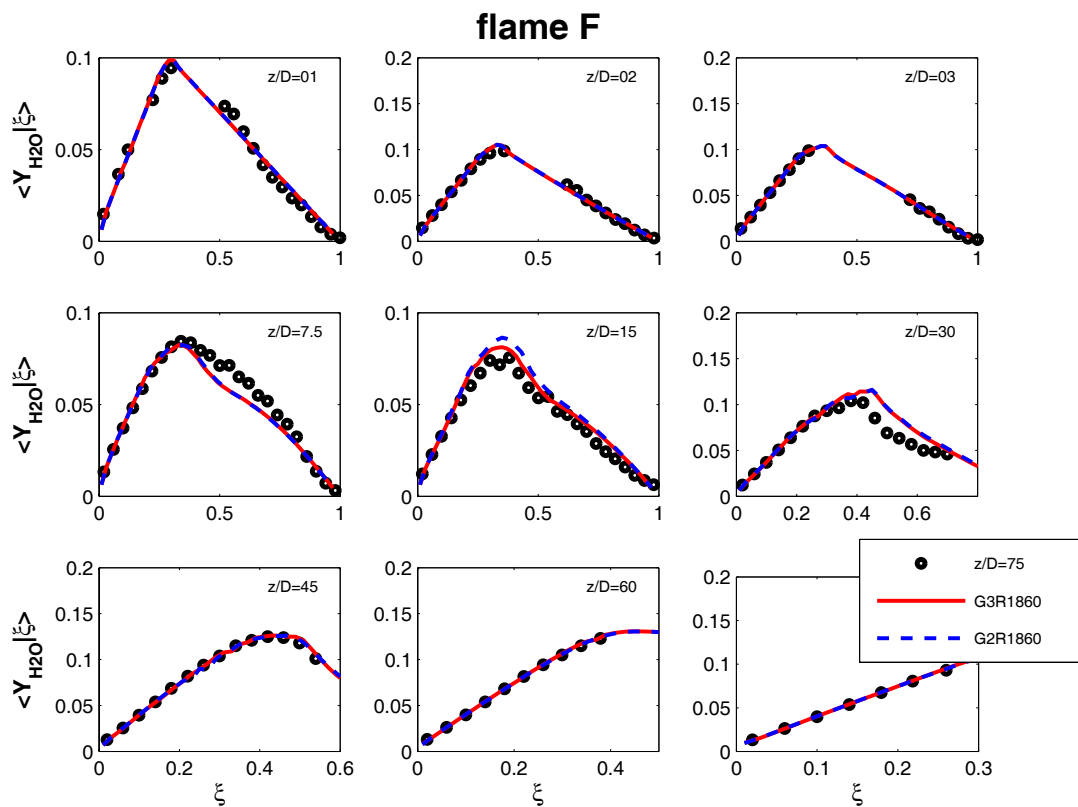 flame F
<Y_H2O|ξ>
0.1
0.05
0
0 0.5 1
z/D=01
0.2
0.15
0.1
0.05
0
0 0.5 1
z/D=02
0.2
0.15
0.1
0.05
0
0 0.5 1
z/D=03
<Y_H2O|ξ>
0.1
0.05
0
0 0.5 1
z/D=7.5
0.1
0.05
0
0 0.5 1
z/D=15
0.2
0.15
0.1
0.05
0
0 0.2 0.4 0.6
z/D=30
<Y_H2O|ξ>
0.2
0.15
0.1
0.05
0
0 0.2 0.4 0.6
ξ
z/D=45
0.2
0.15
0.1
0.05
0
0 0.2 0.4
ξ
z/D=60
0.2
0.15
0.1
0.05
0
0 0.1 0.2 0.3
ξ
z/D=75
G3R1860
G2R1860